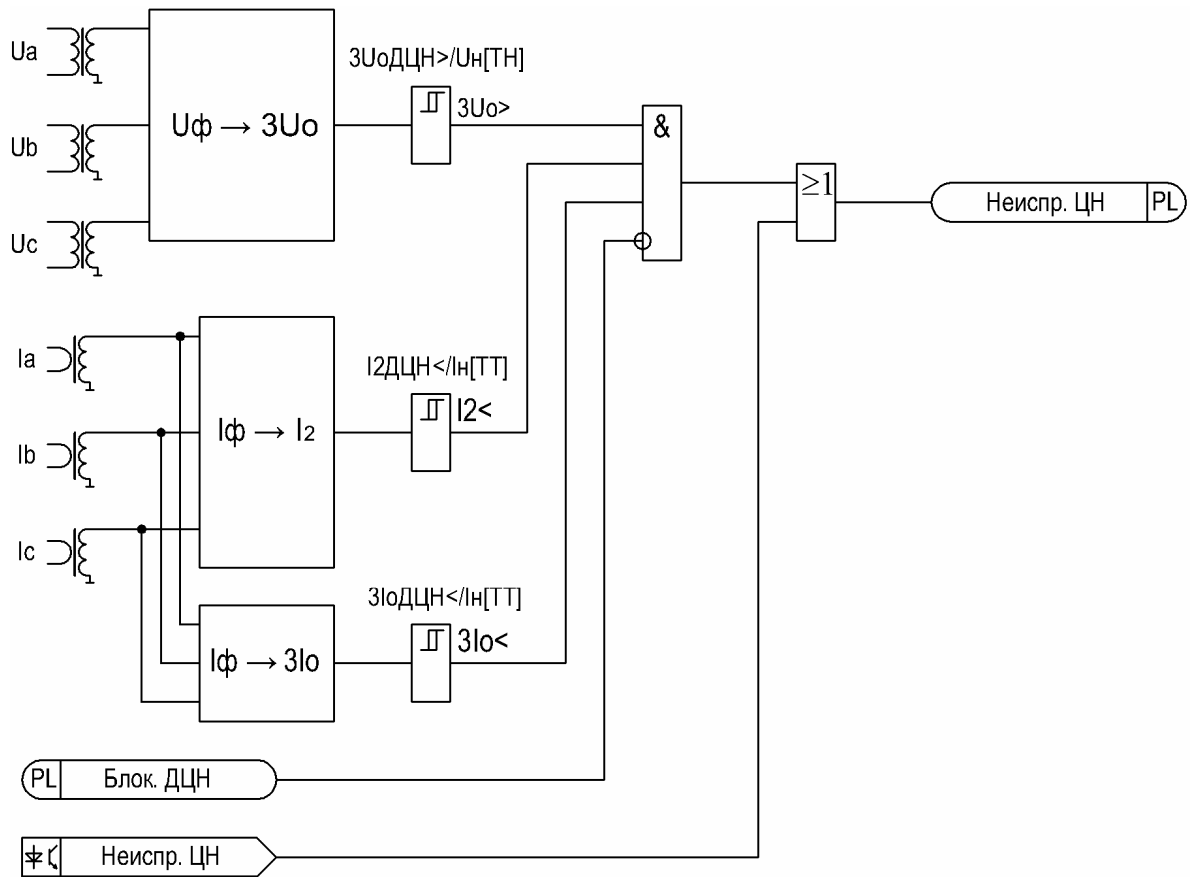 Ua
Ub
Uc
Uф → 3Uo
3UoДЦН>/Uн[ТН]
3Uo>
&
≥1
Неиспр. ЦН PL
Ia
Ib
Ic
Iф → I2
I2ДЦН</Iн[ТТ]
I2<
Iф → 3Io
3IoДЦН</Iн[ТТ]
3Io<
PL Блок. ДЦН
Неиспр. ЦН